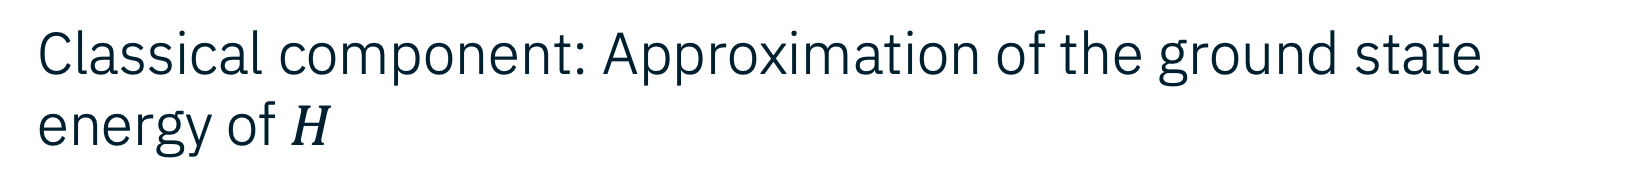 Classical component: Approximation of the ground state
energy of H